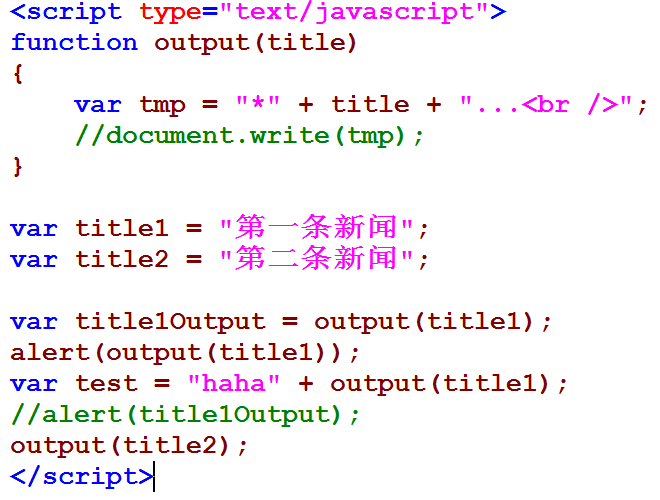 <script type="text/javascript">
function output(title)
{
    var tmp = "*" + title + "...<br />";
    //document.write(tmp);
}

var title1 = "第一条新闻";
var title2 = "第二条新闻";

var title1Output = output(title1);
alert(output(title1));
var test = "haha" + output(title1);
//alert(title1Output);
output(title2);
</script>